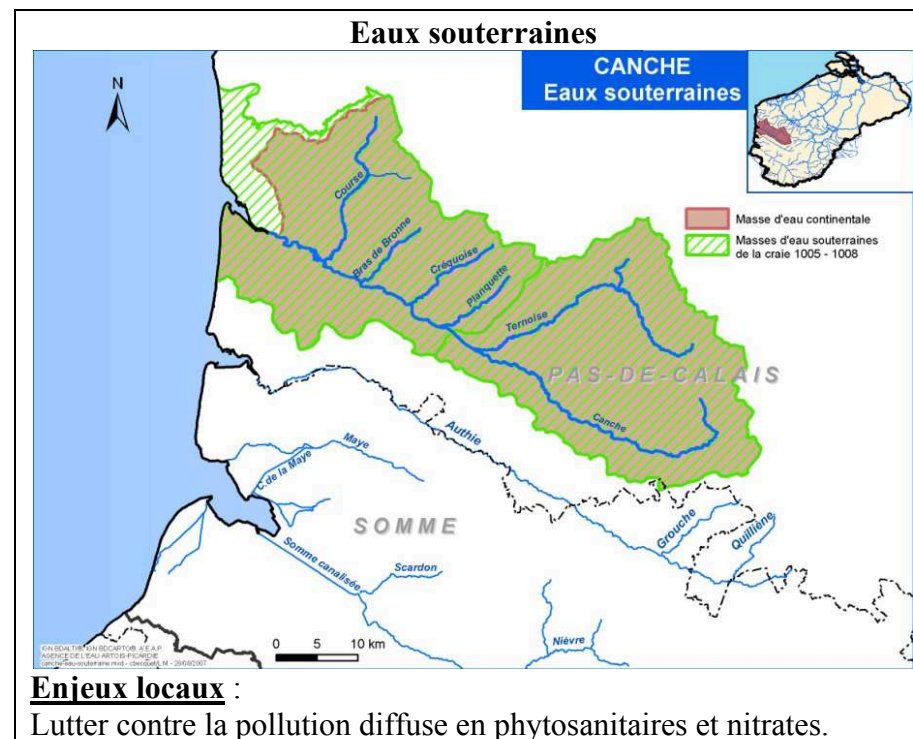 Eaux souterraines
CANCHE
Eaux souterraines
N
Masse d'eau continentale
Masses d'eau souterraines
de la craie 1005 - 1008
Course
Bras de Bronne
Créquoise
Planquette
Ternoise
PAS-DE-CALAIS
Canche
Authie
Maye
C. de la Maye
SOMME
Grouche
Quilliène
Somme canalisée
Scardon
Nièvre
0 5 10 km
AGENCE DE L'EAU ARTOIS-PICARDIE
Enjeux locaux :
Lutter contre la pollution diffuse en phytosanitaires et nitrates.